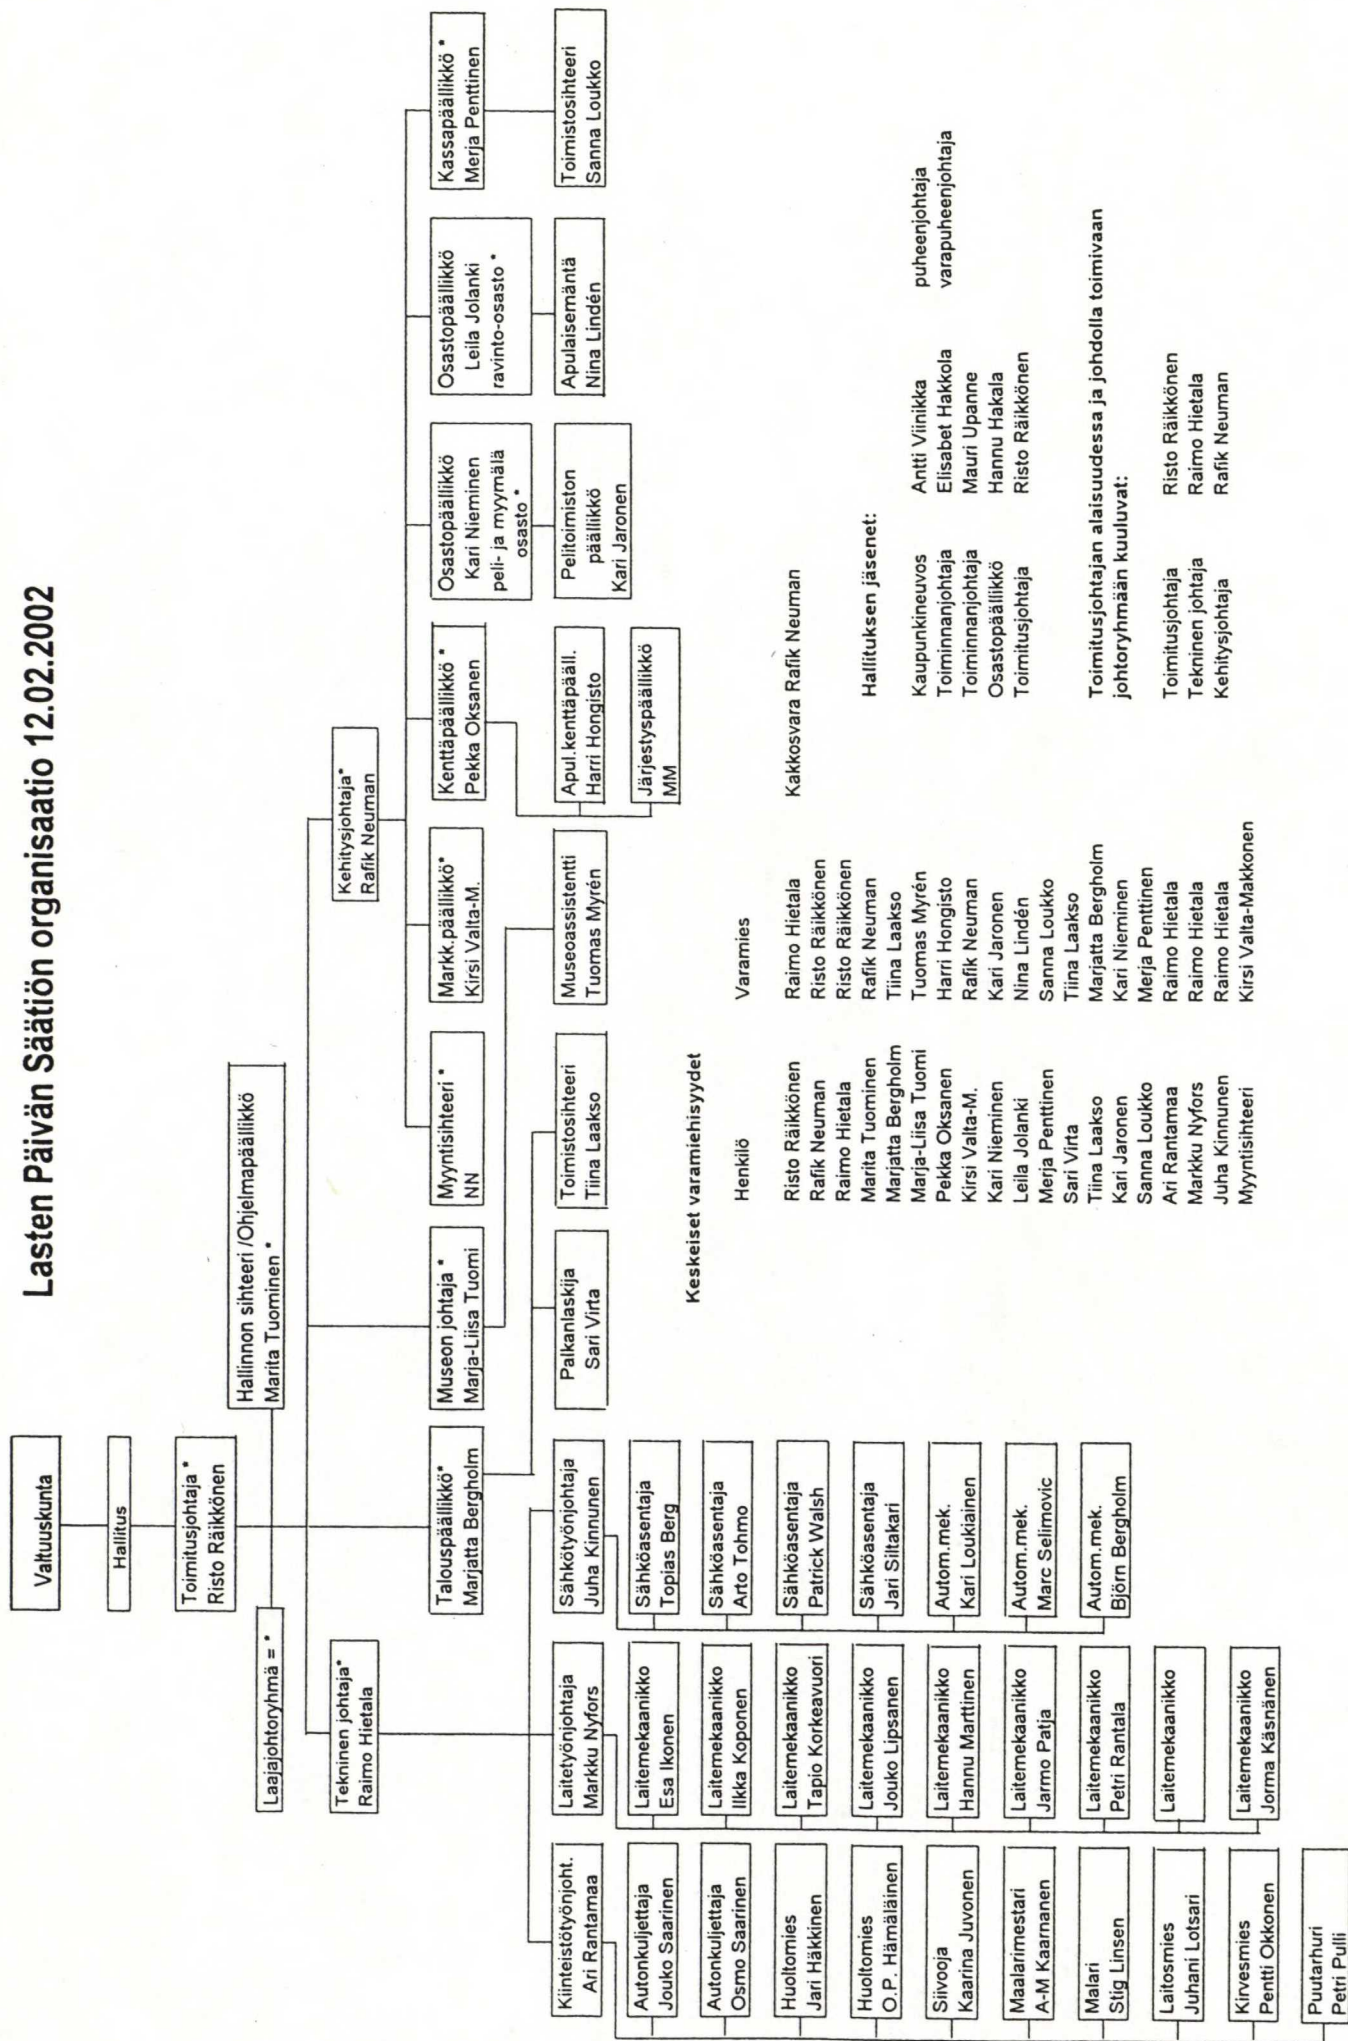 Lasten Päivän Säätiön organisaatio 12.02.2002
Valtuuskunta
Hallitus
Toimitusjohtaja *
Risto Räikkönen
Laajajohtoryhmä = *
Hallinnon sihteeri /Ohjelmapäällikkö
Marita Tuominen *
Tekninen johtaja*
Raimo Hietala
Kehitysjohtaja*
Rafik Neuman
Talouspäällikkö*
Marjatta Bergholm
Museon johtaja *
Marja-Liisa Tuomi
Myyntisihteeri *
NN
Markk.päällikkö*
Kirsi Valta-M.
Kenttäpäällikkö *
Pekka Oksanen
Osastopäällikkö
Kari Nieminen
peli- ja myymälä
osasto *
Osastopäällikkö
Leila Jolanki
ravinto-osasto *
Kassapäällikkö *
Merja Penttinen
Kiinteistötyönjoht.
Ari Rantamaa
Laitetyönjohtaja
Markku Nyfors
Sähkötyönjohtaja
Juha Kinnunen
Palkanlaskija
Sari Virta
Toimistosihteeri
Tiina Laakso
Museoassistentti
Tuomas Myrén
Apul.kenttäpääll.
Harri Hongisto
Järjestyspäällikkö
MM
Pelitoimiston
päällikkö
Kari Jaronen
Apulaisemäntä
Nina Lindén
Toimistosihteeri
Sanna Loukko
Autonkuljettaja
Jouko Saarinen
Autonkuljettaja
Osmo Saarinen
Huoltomies
Jari Häkkinen
Huoltomies
O.P. Hämäläinen
Siivooja
Kaarina Juvonen
Maalarimestari
A-M Kaarnanen
Malari
Stig Linsen
Laitosmies
Juhani Lotsari
Kirvesmies
Pentti Okkonen
Puutarhuri
Petri Pulli
Laitemekaanikko
Esa Ikonen
Laitemekaanikko
Ilkka Koponen
Laitemekaanikko
Tapio Korkeavuori
Laitemekaanikko
Jouko Lipsanen
Laitemekaanikko
Hannu Marttinen
Laitemekaanikko
Jarmo Patja
Laitemekaanikko
Petri Rantala
Laitemekaanikko
Laitemekaanikko
Jorma Käsnänen
Sähköasentaja
Topias Berg
Sähköasentaja
Arto Tohmo
Sähköasentaja
Patrick Walsh
Sähköasentaja
Jari Siltakari
Autom.mek.
Kari Loukiainen
Autom.mek.
Marc Selimovic
Autom.mek.
Björn Bergholm
Keskeiset varamiehisyydet
Henkilö Varamies
Risto Räikkönen Raimo Hietala Kakkosvara Rafik Neuman
Rafik Neuman Risto Räikkönen
Raimo Hietala Risto Räikkönen
Marita Tuominen Rafik Neuman
Marjatta Bergholm Tiina Laakso
Marja-Liisa Tuomi Tuomas Myrén
Pekka Oksanen Harri Hongisto
Kirsi Valta-M. Rafik Neuman
Kari Nieminen Kari Jaronen
Leila Jolanki Nina Lindén
Merja Penttinen Sanna Loukko
Sari Virta Tiina Laakso
Tiina Laakso Marjatta Bergholm
Kari Jaronen Kari Nieminen
Sanna Loukko Merja Penttinen
Ari Rantamaa Raimo Hietala
Markku Nyfors Raimo Hietala
Juha Kinnunen Raimo Hietala
Myyntisihteeri Kirsi Valta-Makkonen
Hallituksen jäsenet:
Kaupunkineuvos Antti Viinikka puheenjohtaja
Toiminnanjohtaja Elisabet Hakkola varapuheenjohtaja
Toiminnanjohtaja Mauri Upanne
Osastopäällikkö Hannu Hakala
Toimitusjohtaja Risto Räikkönen
Toimitusjohtajan alaisuudessa ja johdolla toimivaan
johtoryhmään kuuluvat:
Toimitusjohtaja Risto Räikkönen
Tekninen johtaja Raimo Hietala
Kehitysjohtaja Rafik Neuman